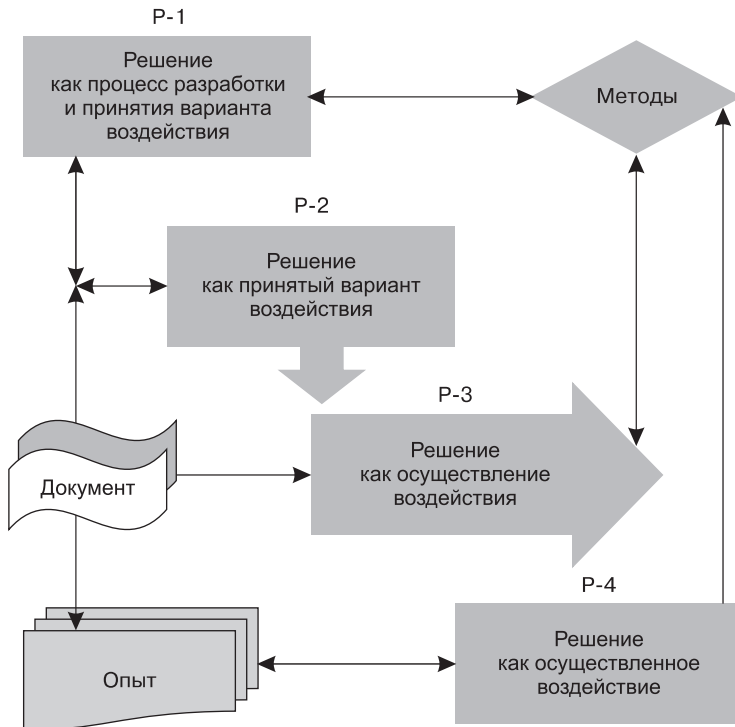 Р-1
Решение
как процесс разработки
и принятия варианта
воздействия
Методы
Р-2
Решение
как принятый вариант
воздействия
Р-3
Решение
как осуществление
воздействия
Документ
Р-4
Решение
как осуществленное
воздействие
Опыт